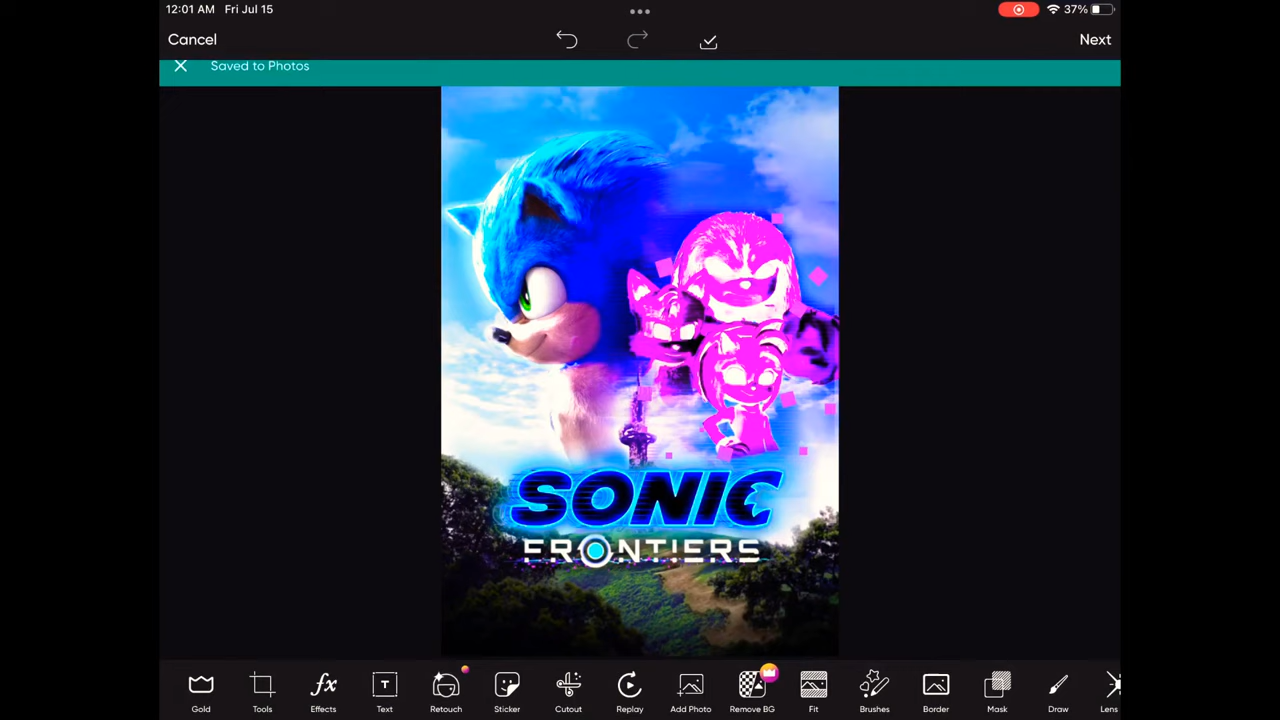 12:01 AM Fri Jul 15
37%
Cancel
Next
Saved to Photos
SONIC
FRONTIERS
Gold
Tools
Effects
Text
Retouch
Sticker
Cutout
Replay
Add Photo
Remove BG
Fit
Brushes
Border
Mask
Draw
Lens